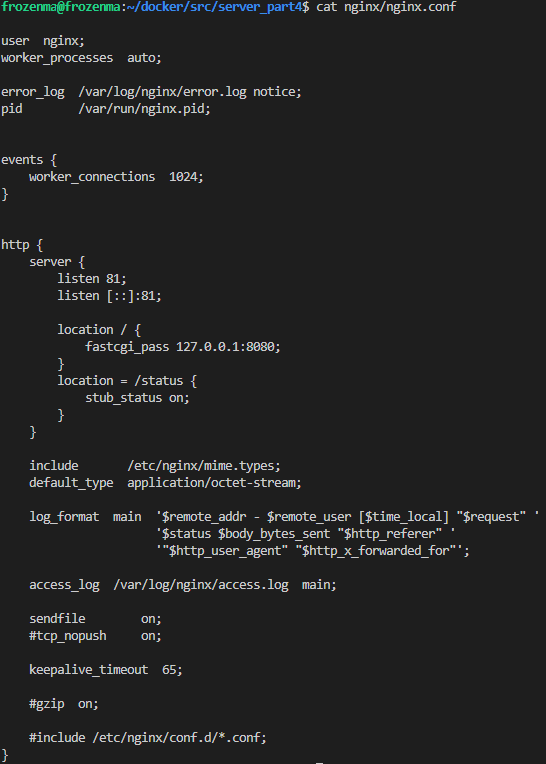 frozenma@frozenma:~/docker/src/server_part4$ cat nginx/nginx.conf

user  nginx;
worker_processes  auto;

error_log  /var/log/nginx/error.log notice;
pid        /var/run/nginx.pid;


events {
    worker_connections  1024;
}


http {
    server {
        listen 81;
        listen [::]:81;

        location / {
            fastcgi_pass 127.0.0.1:8080;
        }
        location = /status {
            stub_status on;
        }
    }

    include       /etc/nginx/mime.types;
    default_type  application/octet-stream;

    log_format  main  '$remote_addr - $remote_user [$time_local] "$request" '
                      '$status $body_bytes_sent "$http_referer" '
                      '"$http_user_agent" "$http_x_forwarded_for"';

    access_log  /var/log/nginx/access.log  main;

    sendfile        on;
    #tcp_nopush     on;

    keepalive_timeout  65;

    #gzip  on;

    #include /etc/nginx/conf.d/*.conf;
}